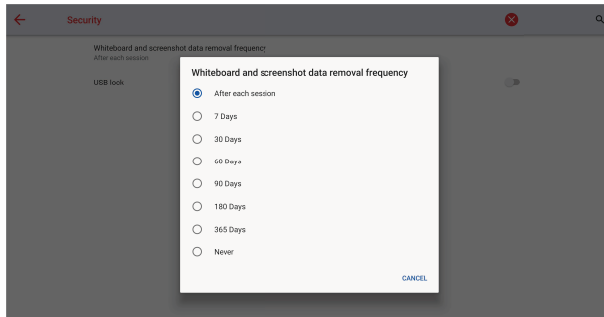 Security
Whiteboard and screenshot data removal frequency
After each session
USB lock
Whiteboard and screenshot data removal frequency
After each session
7 Days
30 Days
60 Days
90 Days
180 Days
365 Days
Never
CANCEL